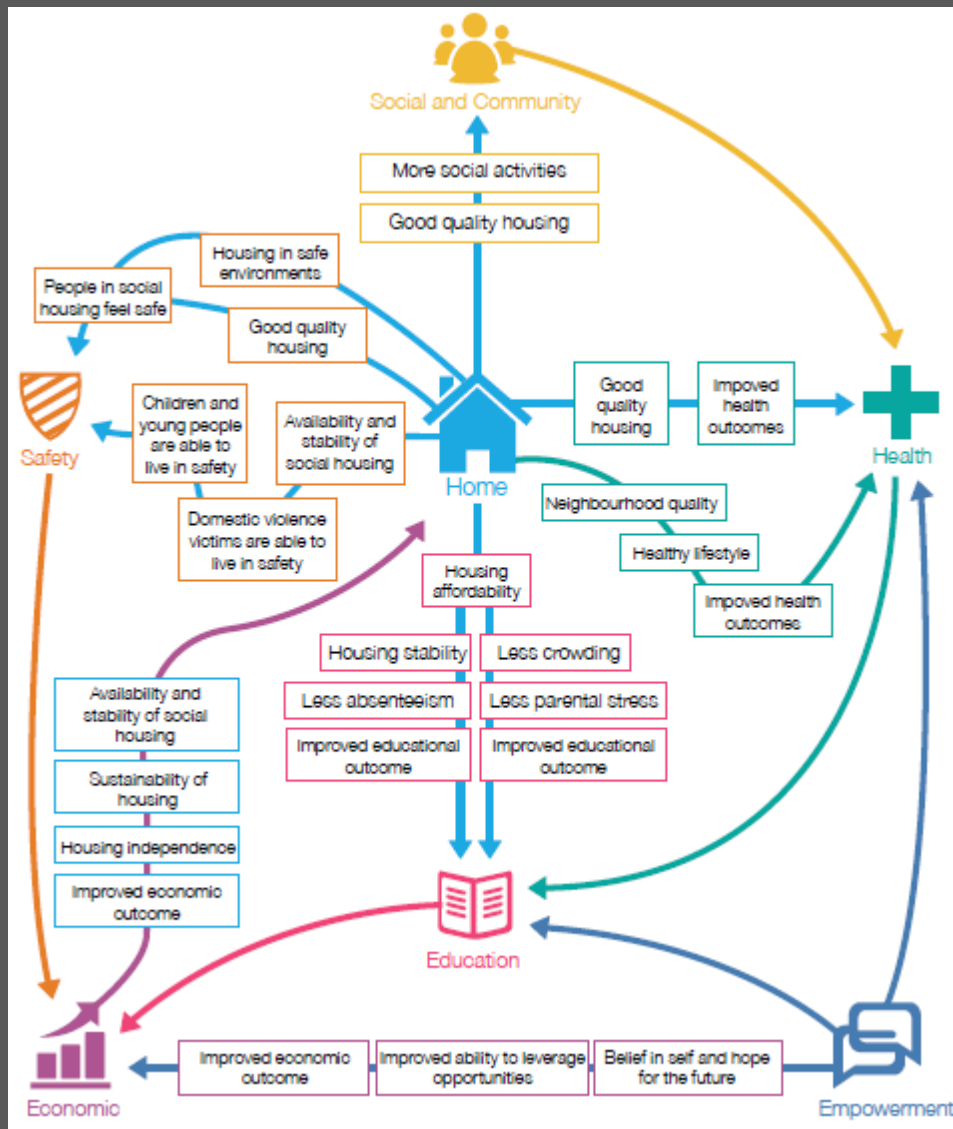 Social and Community
More social activities
Good quality housing
Housing in safe
environments
People in social
housing feel safe
Good quality
housing
Children and
young people
are able to
live in safety
Availability and
stability of
social housing
Domestic violence
victims are able to
live in safety
Safety
Home
Good
quality
housing
Impoved
health
outcomes
Health
Neighbourhood quality
Healthy lifestyle
Impoved health
outcomes
Housing
affordability
Housing stability
Less crowding
Less absenteeism
Less parental stress
Improved educational
outcome
Improved educational
outcome
Availability and
stability of social
housing
Sustainability of
housing
Housing independence
Improved economic
outcome
Education
Improved economic
outcome
Improved ability to leverage
opportunities
Belief in self and hope
for the future
Economic
Empowerment